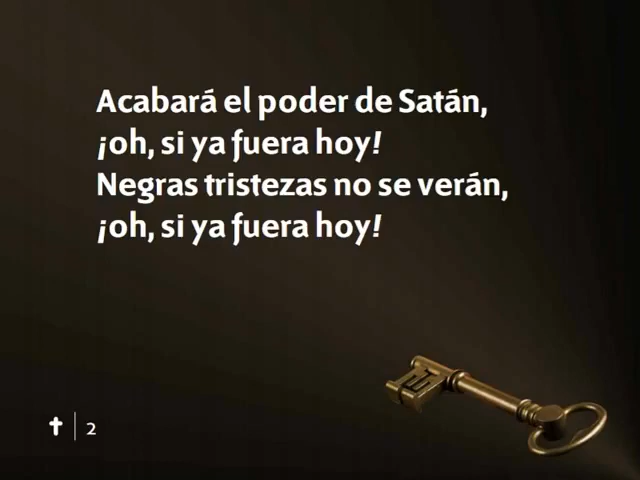 Acabará el poder de Satán,
¡oh, si ya fuera hoy!
Negras tristezas no se verán,
¡oh, si ya fuera hoy!
2